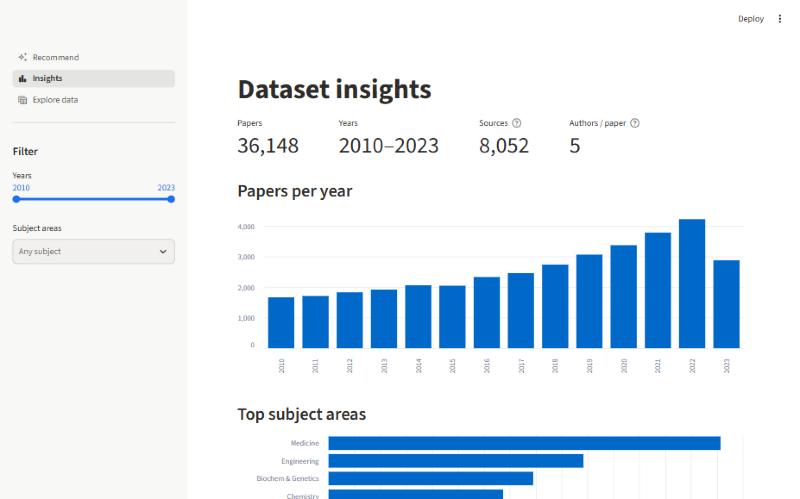 Deploy
Recommend
Insights
Explore data
Filter
Years
2010 2023
Subject areas
Any subject
Dataset insights
Papers Years Sources Authors / paper
36,148 2010–2023 8,052 5
Papers per year
4,000
3,000
2,000
1,000
0
2010 2011 2012 2013 2014 2015 2016 2017 2018 2019 2020 2021 2022 2023
Top subject areas
Medicine
Engineering
Biochem & Genetics
Chemistry